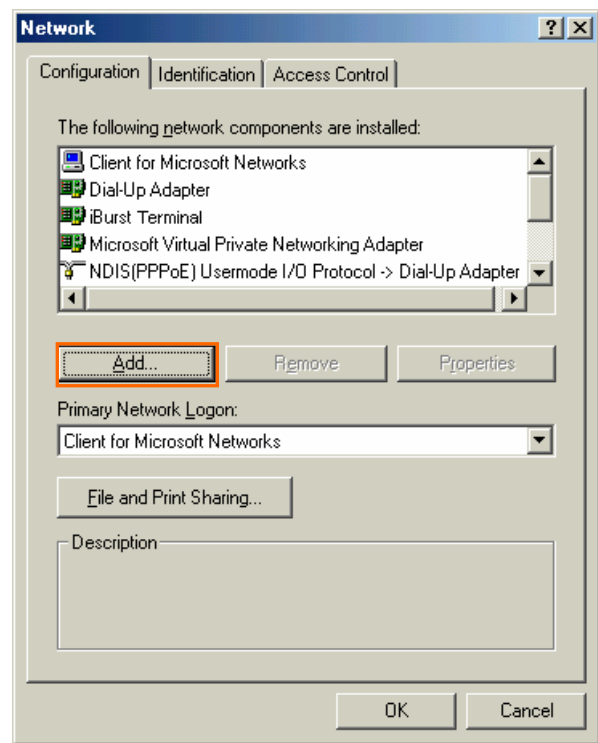 Network
Configuration Identification Access Control
The following network components are installed:
Client for Microsoft Networks
Dial-Up Adapter
iBurst Terminal
Microsoft Virtual Private Networking Adapter
NDIS(PPPoE) Usermode I/O Protocol -> Dial-Up Adapter
Add... Remove Properties
Primary Network Logon:
Client for Microsoft Networks
File and Print Sharing...
Description
OK Cancel